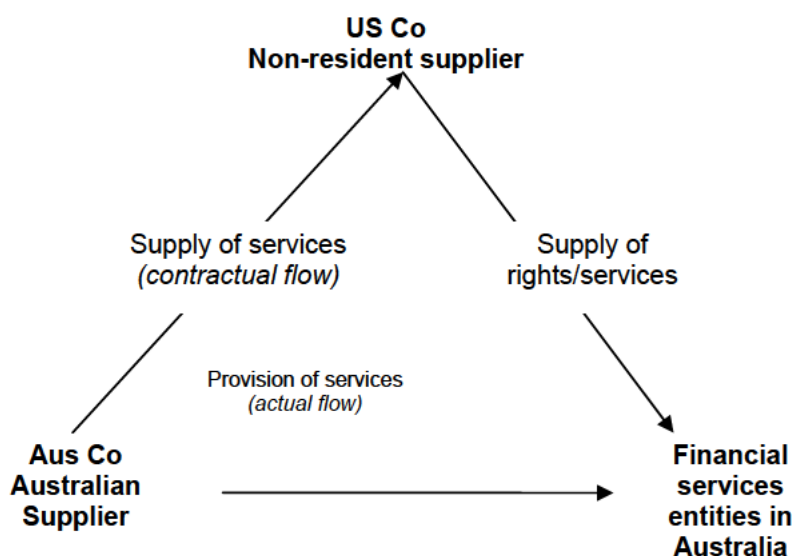 US Co
Non-resident supplier
Supply of services
(contractual flow)
Supply of
rights/services
Provision of services
(actual flow)
Aus Co
Australian
Supplier
Financial
services
entities in
Australia